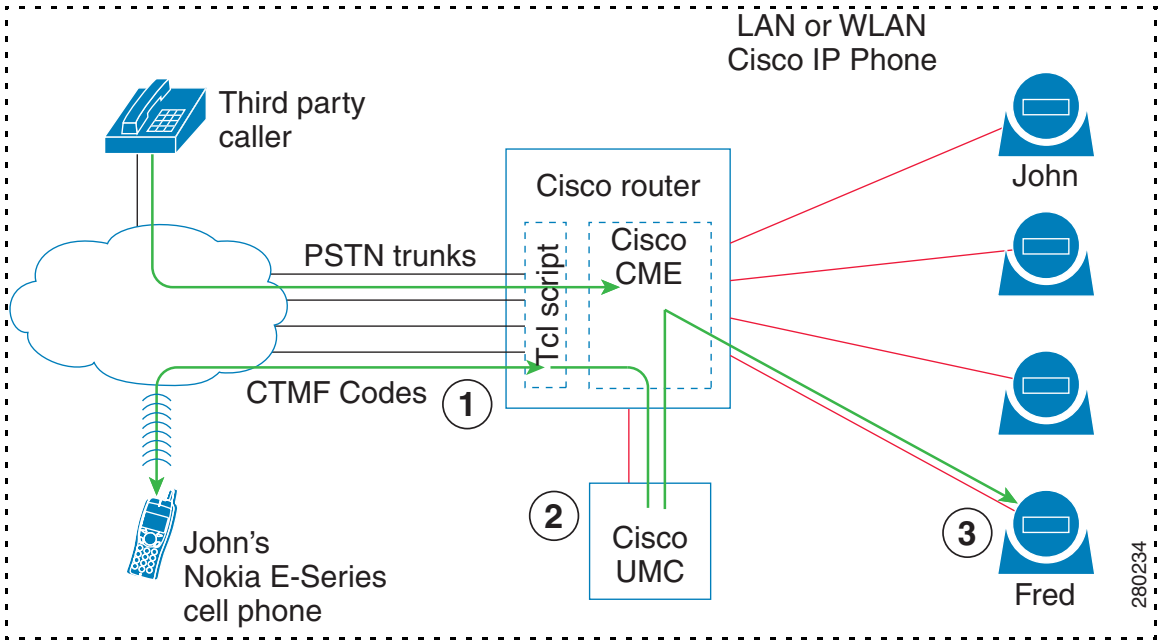 LAN or WLAN
Cisco IP Phone
Third party
caller
John
Cisco router
PSTN trunks
Tcl script
Cisco
CME
CTMF Codes
1
2
Cisco
UMC
3
John's
Nokia E-Series
cell phone
Fred
280234